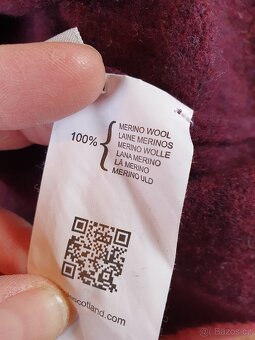 100%
MERINO WOOL
LAINE MERINOS
MERINO WOLLE
LANA MERINO
LÃ MERINO
MERINO ULD
scotland.com
Bazos.cz